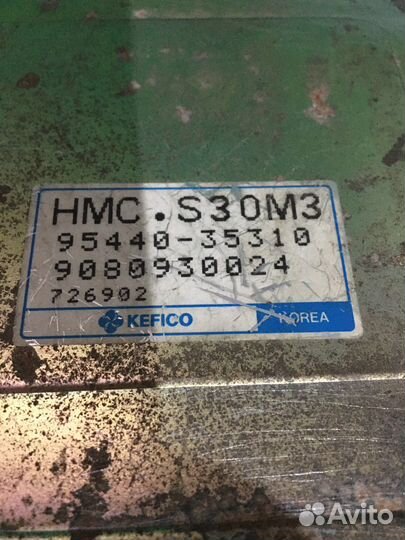 HMC.S30M3
95440-35310
9080930024
726902
KEFICO KOREA
Avito